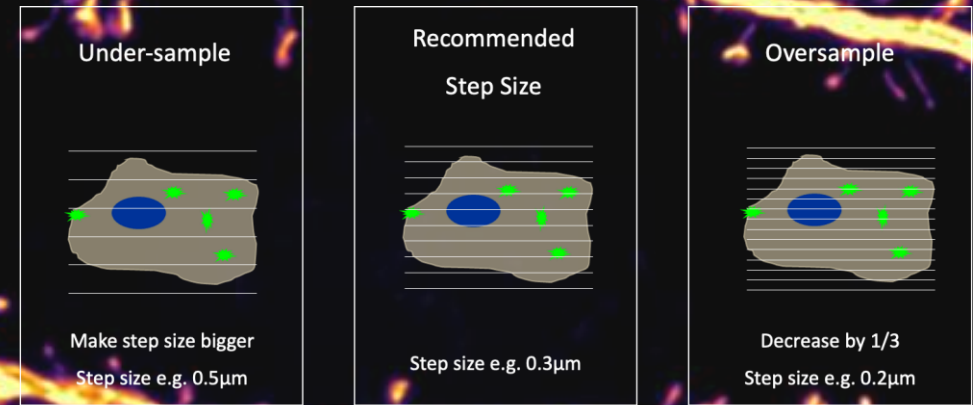 Under-sample
Make step size bigger
Step size e.g. 0.5µm
Recommended
Step Size
Step size e.g. 0.3µm
Oversample
Decrease by 1/3
Step size e.g. 0.2µm